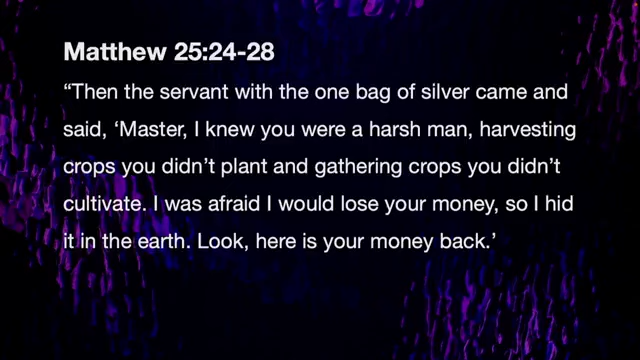 Matthew 25:24-28
“Then the servant with the one bag of silver came and
said, ‘Master, I knew you were a harsh man, harvesting
crops you didn’t plant and gathering crops you didn’t
cultivate. I was afraid I would lose your money, so I hid
it in the earth. Look, here is your money back.’